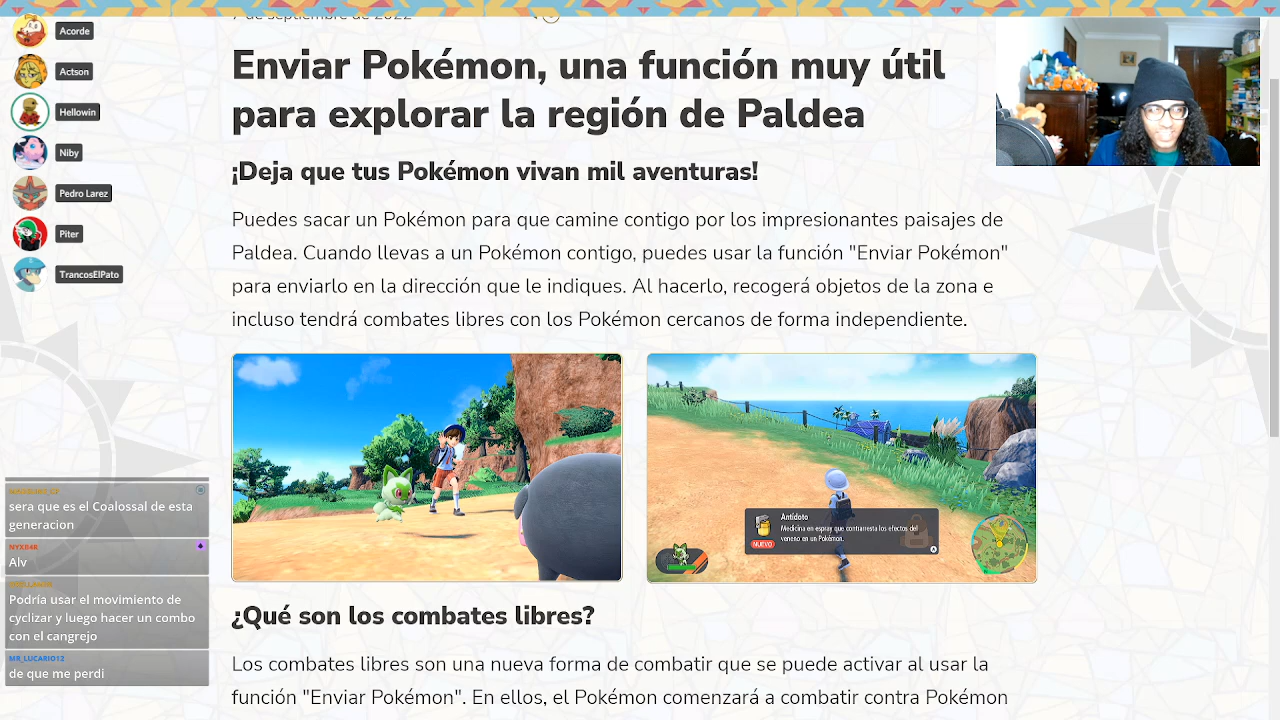 7 de septiembre de 2022
Enviar Pokémon, una función muy útil
para explorar la región de Paldea
¡Deja que tus Pokémon vivan mil aventuras!
Puedes sacar un Pokémon para que camine contigo por los impresionantes paisajes de
Paldea. Cuando llevas a un Pokémon contigo, puedes usar la función "Enviar Pokémon"
para enviarlo en la dirección que le indiques. Al hacerlo, recogerá objetos de la zona e
incluso tendrá combates libres con los Pokémon cercanos de forma independiente.
Antídoto
Medicina en espray que contrarresta los efectos del
veneno en un Pokémon.
NUEVO
¿Qué son los combates libres?
Los combates libres son una nueva forma de combatir que se puede activar al usar la
función "Enviar Pokémon". En ellos, el Pokémon comenzará a combatir contra Pokémon
Acorde
Actson
Hellowin
Niby
Pedro Larez
Piter
TrancosElPato
sera que es el Coalossal de esta
generacion
NYXB4R
Alv
Podría usar el movimiento de
cyclizar y luego hacer un combo
con el cangrejo
MR_LUCARIO12
de que me perdi